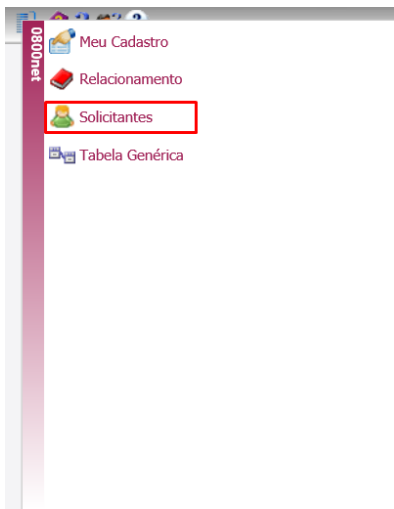 0800net
Meu Cadastro
Relacionamento
Solicitantes
Tabela Genérica